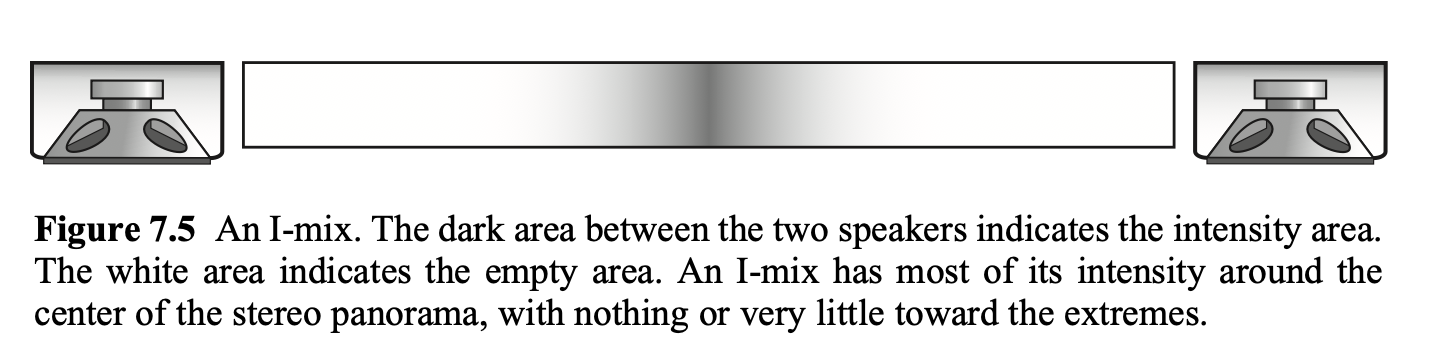 Figure 7.5 An I-mix. The dark area between the two speakers indicates the intensity area.
The white area indicates the empty area. An I-mix has most of its intensity around the
center of the stereo panorama, with nothing or very little toward the extremes.